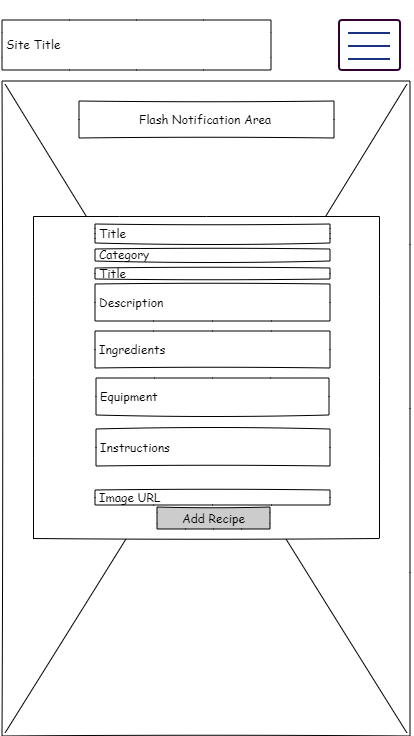 Site Title
Flash Notification Area
Title
Category
Title
Description
Ingredients
Equipment
Instructions
Image URL
Add Recipe